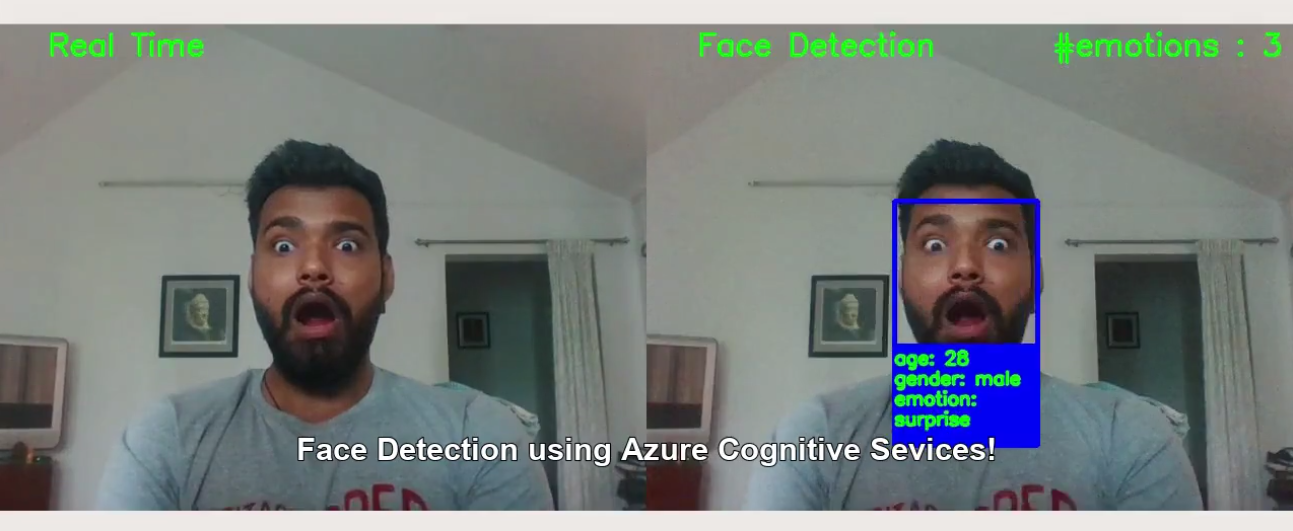 Real Time
Face Detection
#emotions : 3
age: 28
gender: male
emotion:
surprise
Face Detection using Azure Cognitive Sevices!